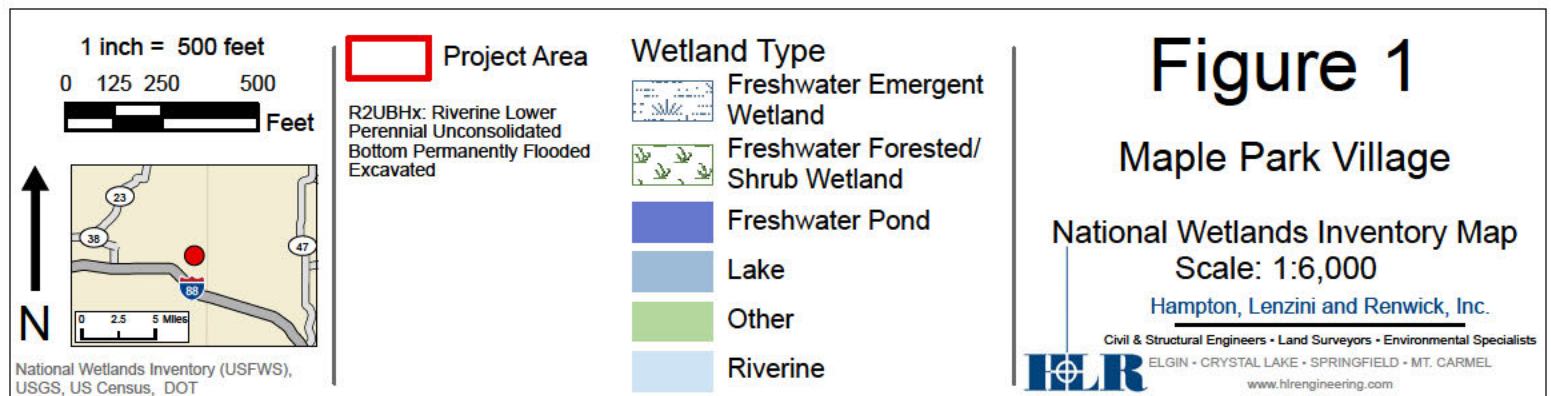 1 inch = 500 feet
0 125 250 500
Feet
N
23
38
47
88
0 2.5 5 Miles
National Wetlands Inventory (USFWS),
USGS, US Census, DOT
Project Area
R2UBHx: Riverine Lower
Perennial Unconsolidated
Bottom Permanently Flooded
Excavated
Wetland Type
Freshwater Emergent
Wetland
Freshwater Forested/
Shrub Wetland
Freshwater Pond
Lake
Other
Riverine
Figure 1
Maple Park Village
National Wetlands Inventory Map
Scale: 1:6,000
Hampton, Lenzini and Renwick, Inc.
Civil & Structural Engineers • Land Surveyors • Environmental Specialists
HLR
ELGIN • CRYSTAL LAKE • SPRINGFIELD • MT. CARMEL
www.hlrengineering.com